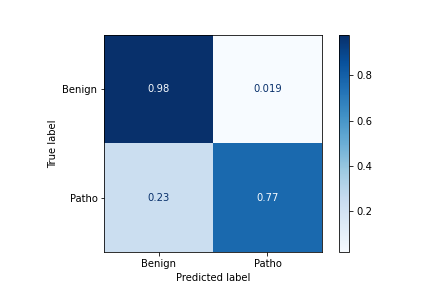 Benign
0.98
0.019
Patho
0.23
0.77
Benign
Patho
Predicted label
True label
0.8
0.6
0.4
0.2